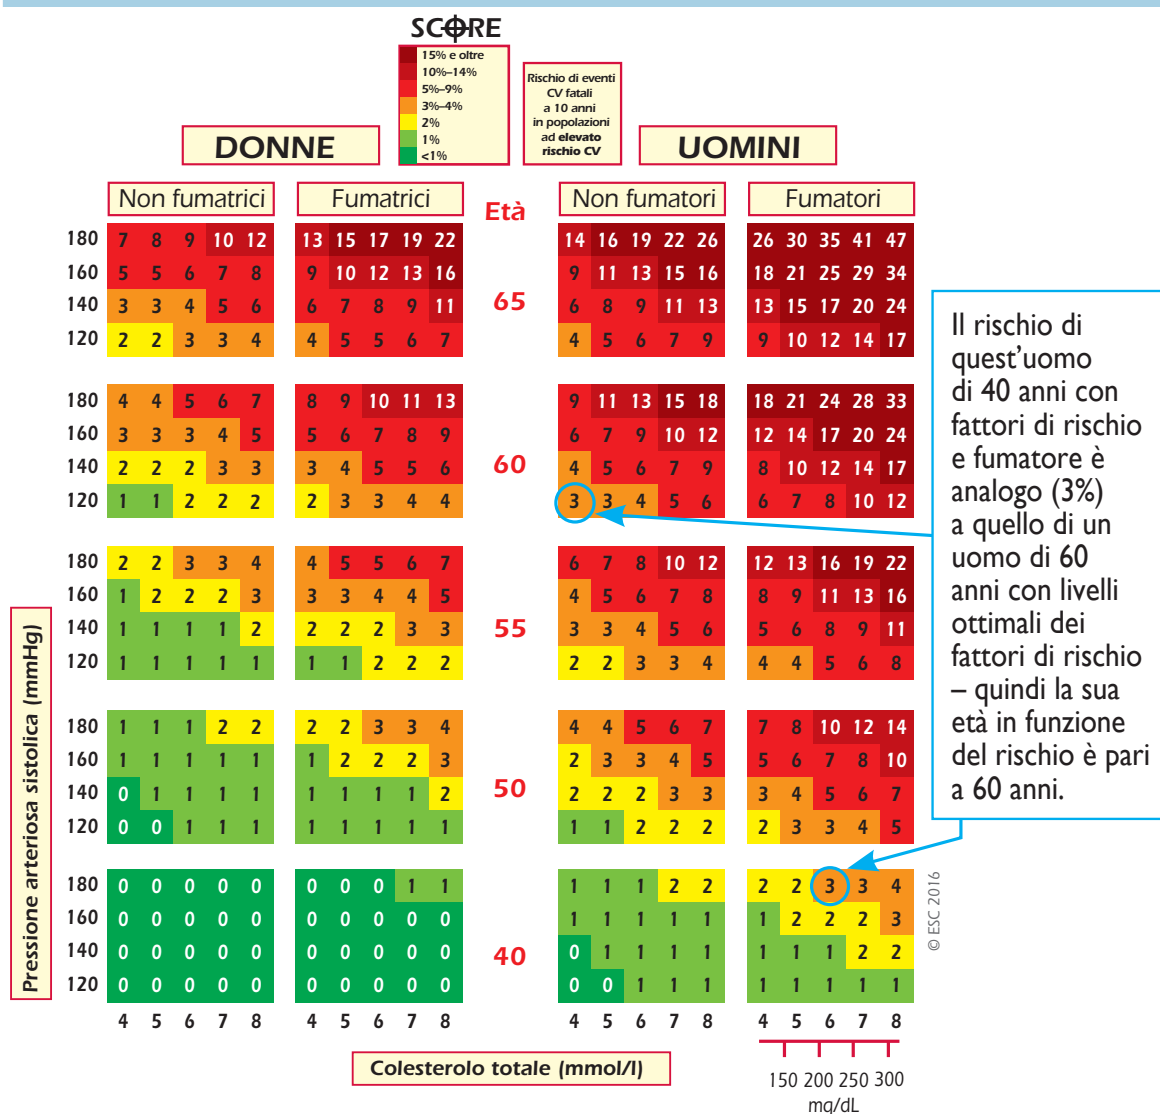 SCORE
15% e oltre
10%–14%
5%–9%
3%–4%
2%
1%
<1%
Rischio di eventi
CV fatali
a 10 anni
in popolazioni
ad elevato
rischio CV
DONNE
UOMINI
Non fumatrici
Fumatrici
Età
Non fumatori
Fumatori
180 7 8 9 10 12 13 15 17 19 22 14 16 19 22 26 26 30 35 41 47
160 5 5 6 7 8 9 10 12 13 16 9 11 13 15 16 18 21 25 29 34
65
140 3 3 4 5 6 6 7 8 9 11 6 8 9 11 13 13 15 17 20 24
120 2 2 3 3 4 4 5 5 6 7 4 5 6 7 9 9 10 12 14 17
180 4 4 5 6 7 8 9 10 11 13 9 11 13 15 18 18 21 24 28 33
160 3 3 3 4 5 5 6 7 8 9 6 7 9 10 12 12 14 17 20 24
60
140 2 2 2 3 3 3 4 5 5 6 4 5 6 7 9 8 10 12 14 17
120 1 1 2 2 2 2 3 3 4 4 3 3 4 5 6 6 7 8 10 12
180 2 2 3 3 4 4 5 5 6 7 6 7 8 10 12 12 13 16 19 22
160 1 2 2 2 3 3 3 4 4 5 4 5 6 7 8 8 9 11 13 16
55
140 1 1 1 1 2 2 2 2 3 3 3 3 4 5 6 5 6 8 9 11
120 1 1 1 1 1 1 1 2 2 2 2 2 3 3 4 4 4 5 6 8
180 1 1 1 2 2 2 2 3 3 4 4 4 5 6 7 7 8 10 12 14
160 1 1 1 1 1 1 2 2 2 3 2 3 3 4 5 5 6 7 8 10
50
140 0 1 1 1 1 1 1 1 1 2 2 2 2 3 3 3 4 5 6 7
120 0 0 1 1 1 1 1 1 1 1 1 1 2 2 2 2 3 3 4 5
180 0 0 0 0 0 0 0 0 1 1 1 1 1 2 2 2 2 3 3 4
160 0 0 0 0 0 0 0 0 0 0 1 1 1 1 1 1 2 2 2 3
40
140 0 0 0 0 0 0 0 0 0 0 0 1 1 1 1 1 1 1 2 2
120 0 0 0 0 0 0 0 0 0 0 0 0 1 1 1 1 1 1 1 1
4 5 6 7 8 4 5 6 7 8 4 5 6 7 8 4 5 6 7 8
Pressione arteriosa sistolica (mmHg)
Colesterolo totale (mmol/l)
150 200 250 300
mg/dL
Il rischio di
quest’uomo
di 40 anni con
fattori di rischio
e fumatore è
analogo (3%)
a quello di un
uomo di 60
anni con livelli
ottimali dei
fattori di rischio
– quindi la sua
età in funzione
del rischio è pari
a 60 anni.
© ESC 2016